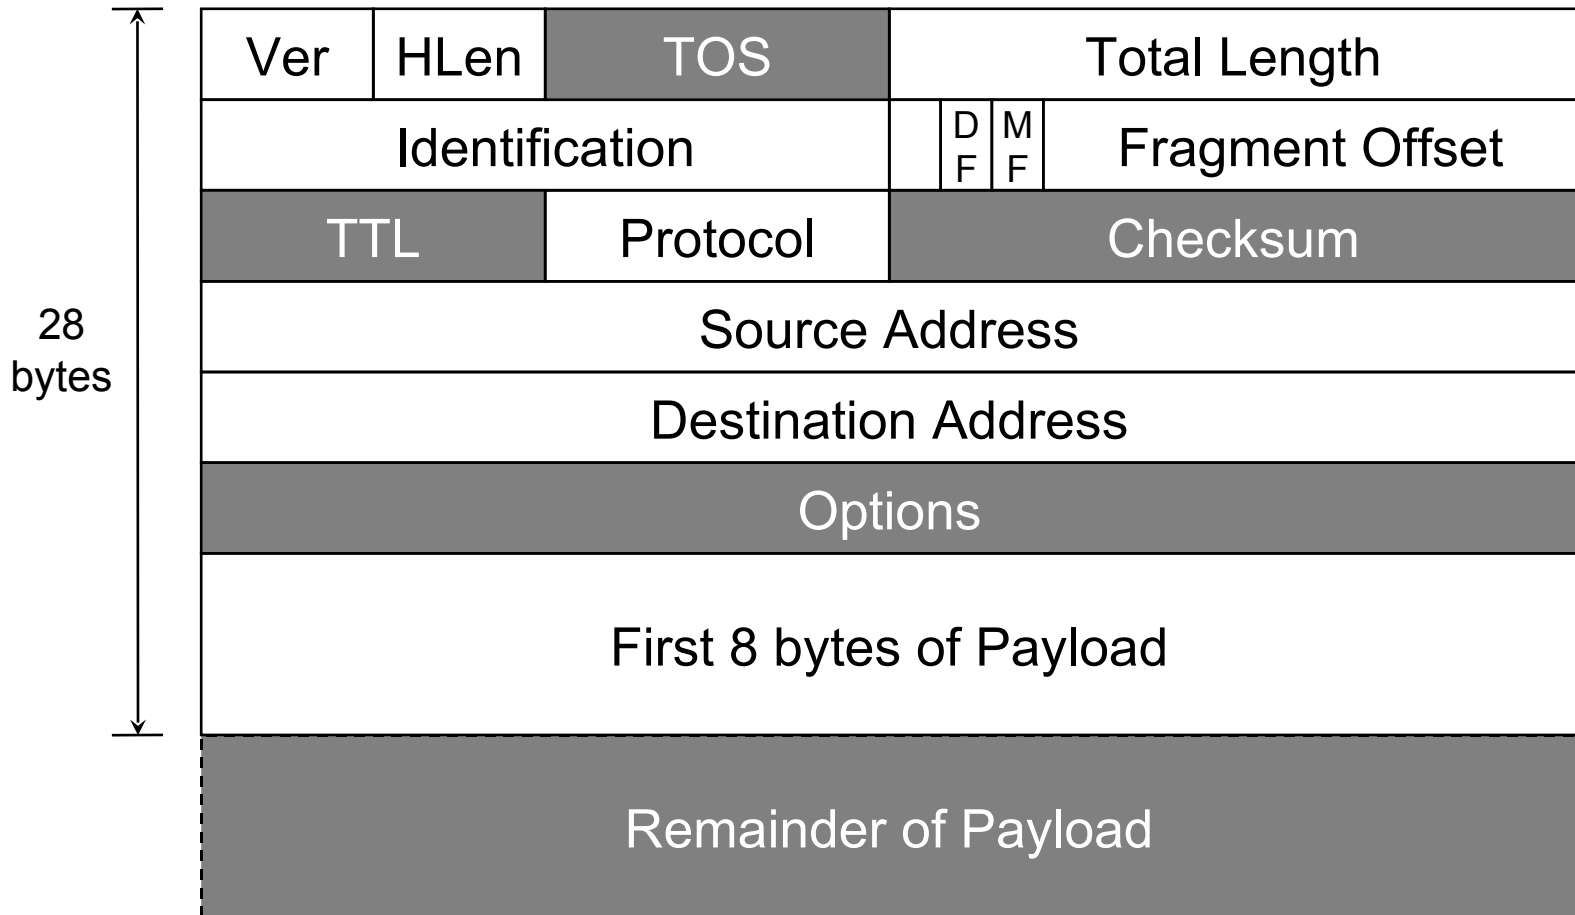 Ver HLen TOS Total Length
Identification D F M F Fragment Offset
TTL Protocol Checksum
28 bytes
Source Address
Destination Address
Options
First 8 bytes of Payload
Remainder of Payload